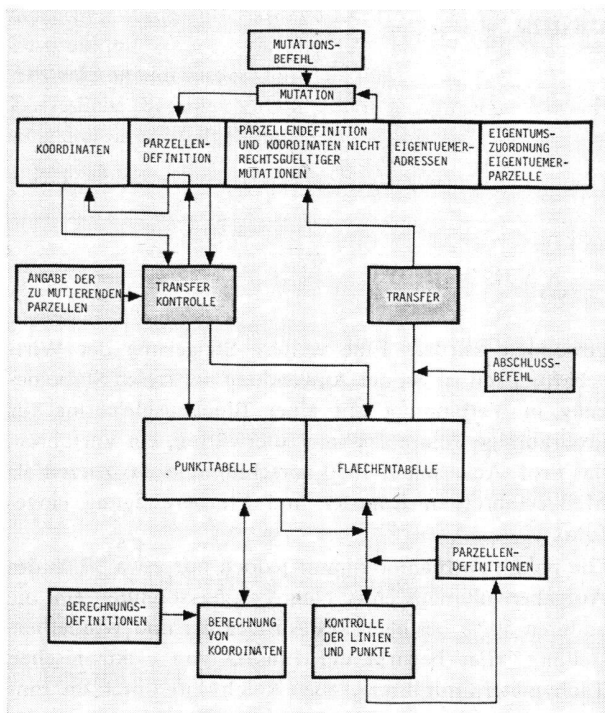 MUTATIONS-
BEFEHL
MUTATION
KOORDINATEN
PARZELLEN-
DEFINITION
PARZELLENDEFINITION
UND KOORDINATEN NICHT
RECHTSGUELTIGER
MUTATIONEN
EIGENTUEMER-
ADRESSEN
EIGENTUMS-
ZUORDNUNG
EIGENTUEMER-
PARZELLE
ANGABE DER
ZU MUTIERENDEN
PARZELLEN
TRANSFER
KONTROLLE
TRANSFER
ABSCHLUSS-
BEFEHL
PUNKTTABELLE
FLAECHENTABELLE
PARZELLEN-
DEFINITIONEN
BERECHNUNGS-
DEFINITIONEN
BERECHNUNG
VON
KOORDINATEN
KONTROLLE
DER LINIEN
UND PUNKTE